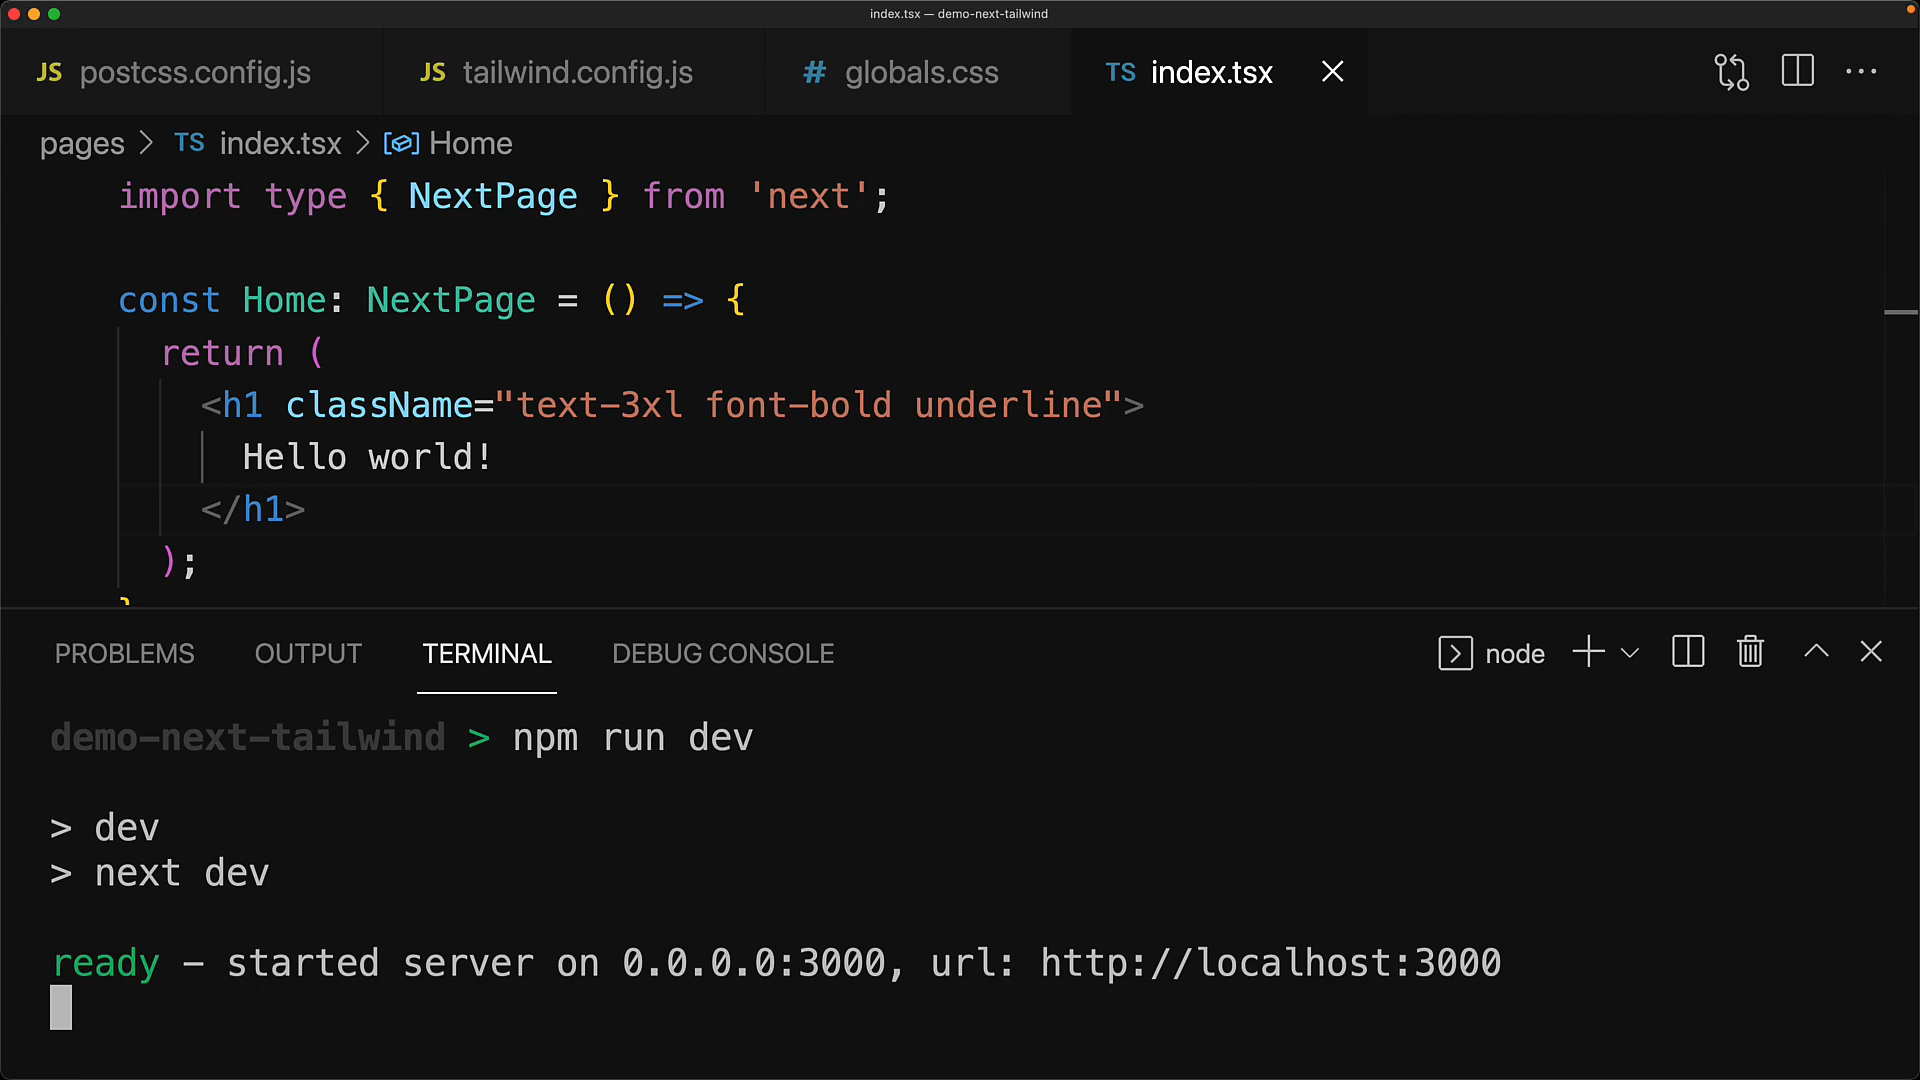 index.tsx — demo-next-tailwind
JS postcss.config.js JS tailwind.config.js # globals.css TS index.tsx
pages > TS index.tsx > Home
import type { NextPage } from 'next';
const Home: NextPage = () => {
return (
<h1 className="text-3xl font-bold underline">
Hello world!
</h1>
);
PROBLEMS OUTPUT TERMINAL DEBUG CONSOLE node
demo-next-tailwind > npm run dev
> dev
> next dev
ready - started server on 0.0.0.0:3000, url: http://localhost:3000